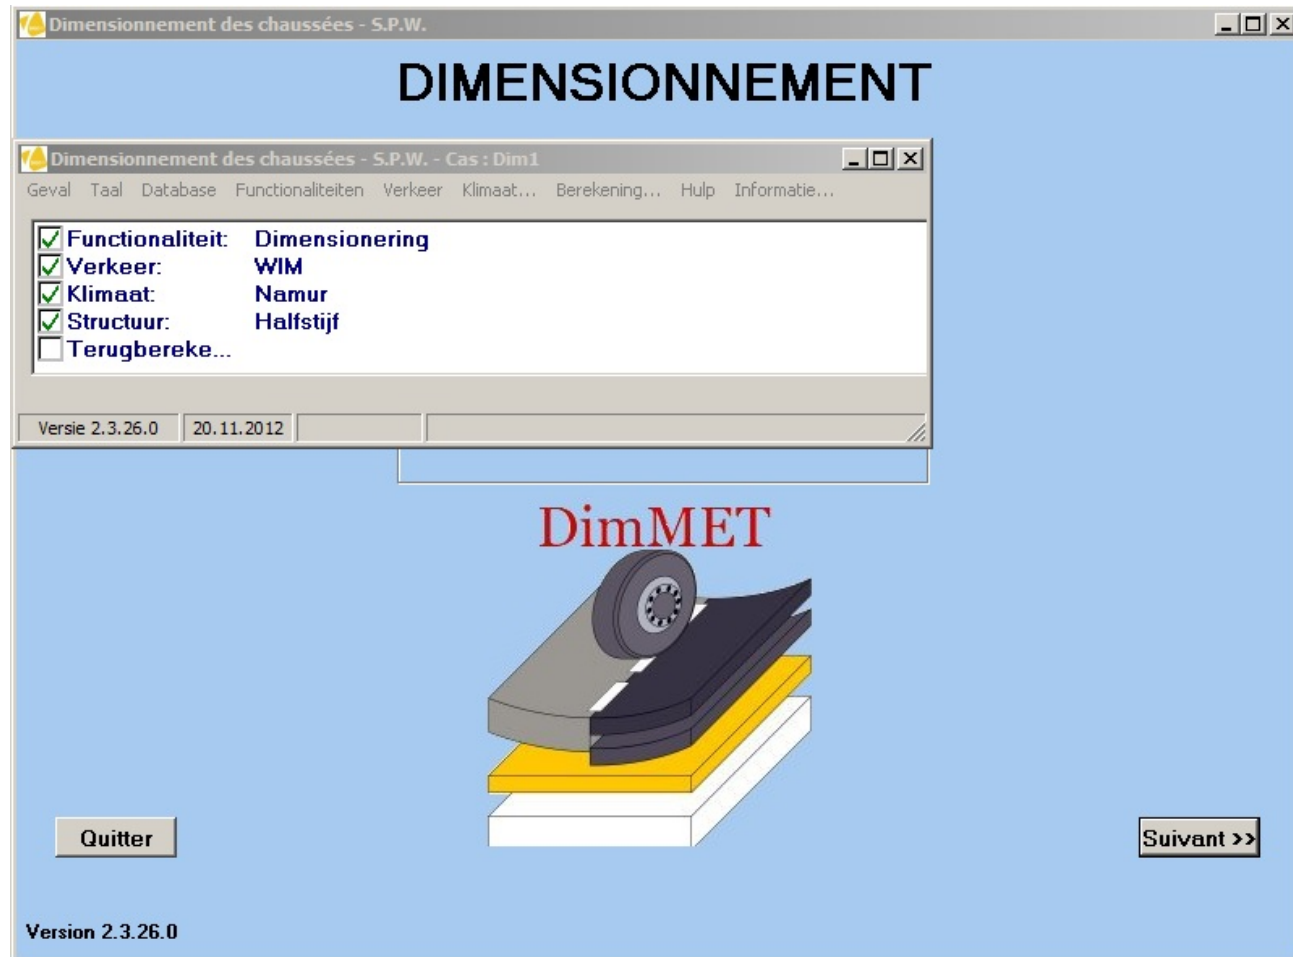 Dimensionnement des chaussées - S.P.W.
DIMENSIONNEMENT
Dimensionnement des chaussées - S.P.W. - Cas : Dim1
Geval Taal Database Functionaliteiten Verkeer Klimaat... Berekening... Hulp Informatie...
Functionaliteit: Dimensionering
Verkeer: WIM
Klimaat: Namur
Structuur: Halfstijf
Terugbereke...
Versie 2.3.26.0 20.11.2012
DimMET
Quitter Suivant >>
Version 2.3.26.0